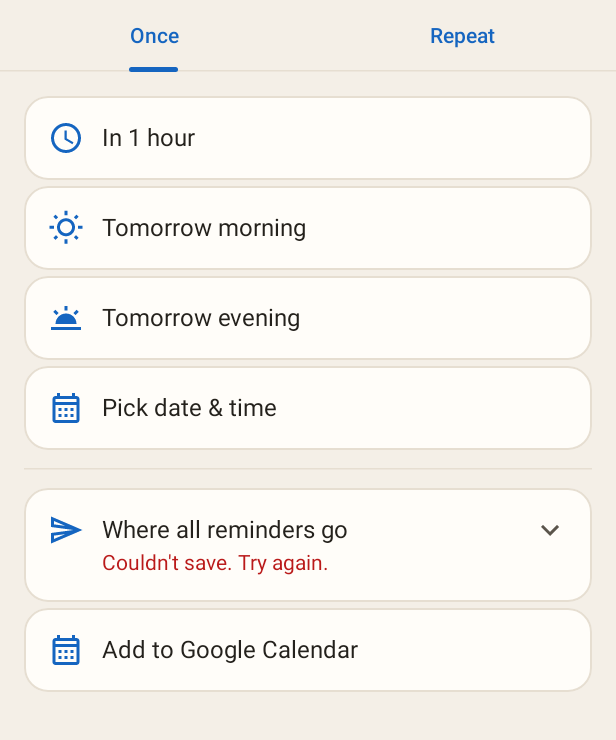 Once
Repeat
In 1 hour
Tomorrow morning
Tomorrow evening
Pick date & time
Where all reminders go
Couldn't save. Try again.
Add to Google Calendar